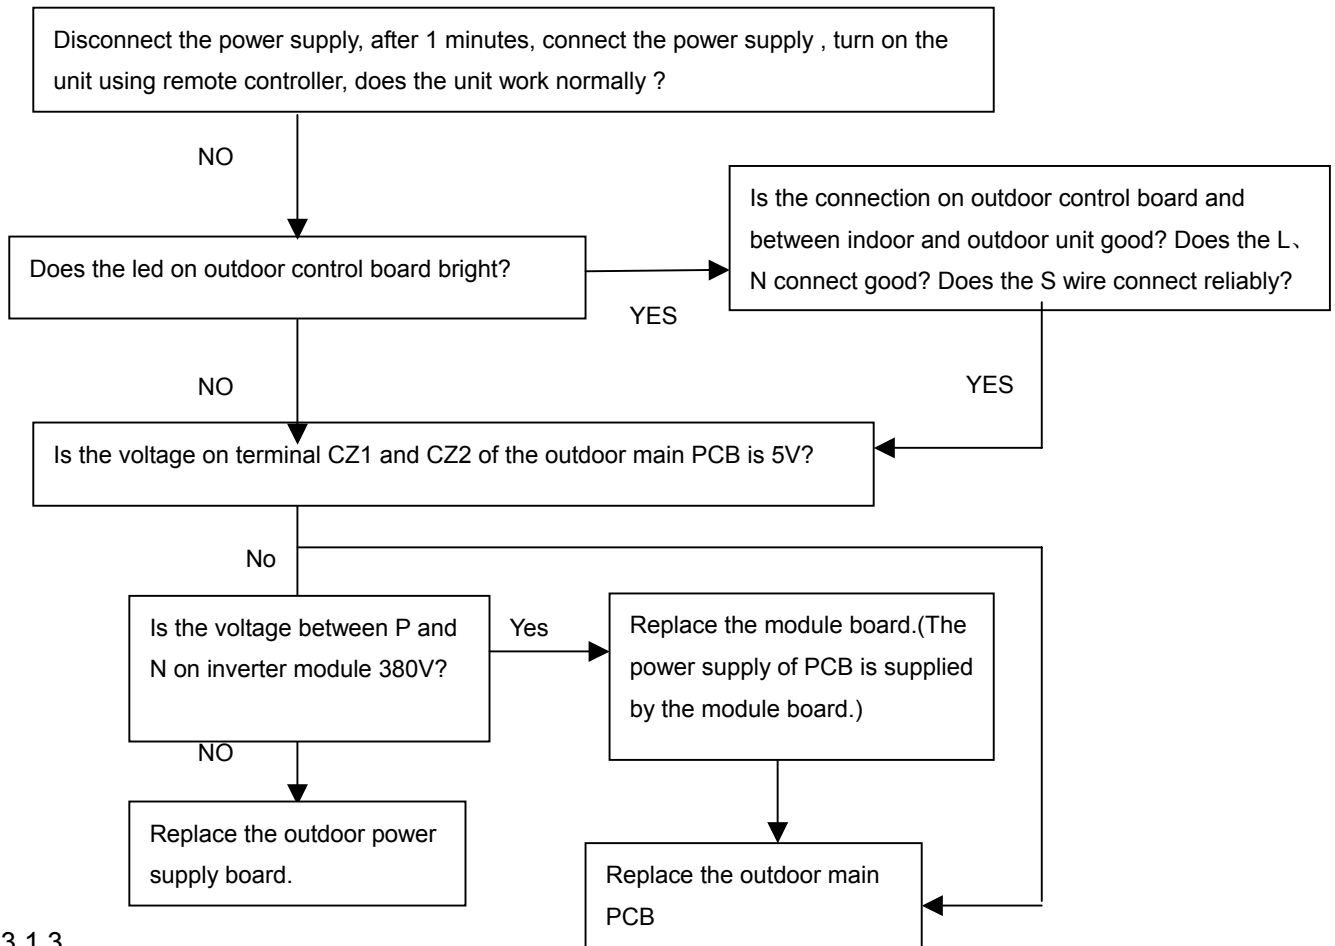 Disconnect the power supply, after 1 minutes, connect the power supply , turn on the
unit using remote controller, does the unit work normally ?
NO
Is the connection on outdoor control board and
between indoor and outdoor unit good? Does the L、
N connect good? Does the S wire connect reliably?
Does the led on outdoor control board bright?
YES
NO
YES
Is the voltage on terminal CZ1 and CZ2 of the outdoor main PCB is 5V?
No
Is the voltage between P and
N on inverter module 380V?
Yes
Replace the module board.(The
power supply of PCB is supplied
by the module board.)
NO
Replace the outdoor power
supply board.
Replace the outdoor main
PCB
3.1.3